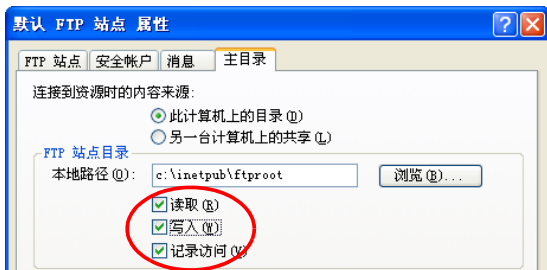 默认 FTP 站点 属性
FTP 站点 安全帐户 消息 主目录
连接到资源时的内容来源:
此计算机上的目录(D)
另一台计算机上的共享(L)
FTP 站点目录
本地路径(O): c:\inetpub\ftproot 浏览(B)...
读取(R)
写入(W)
记录访问(V)